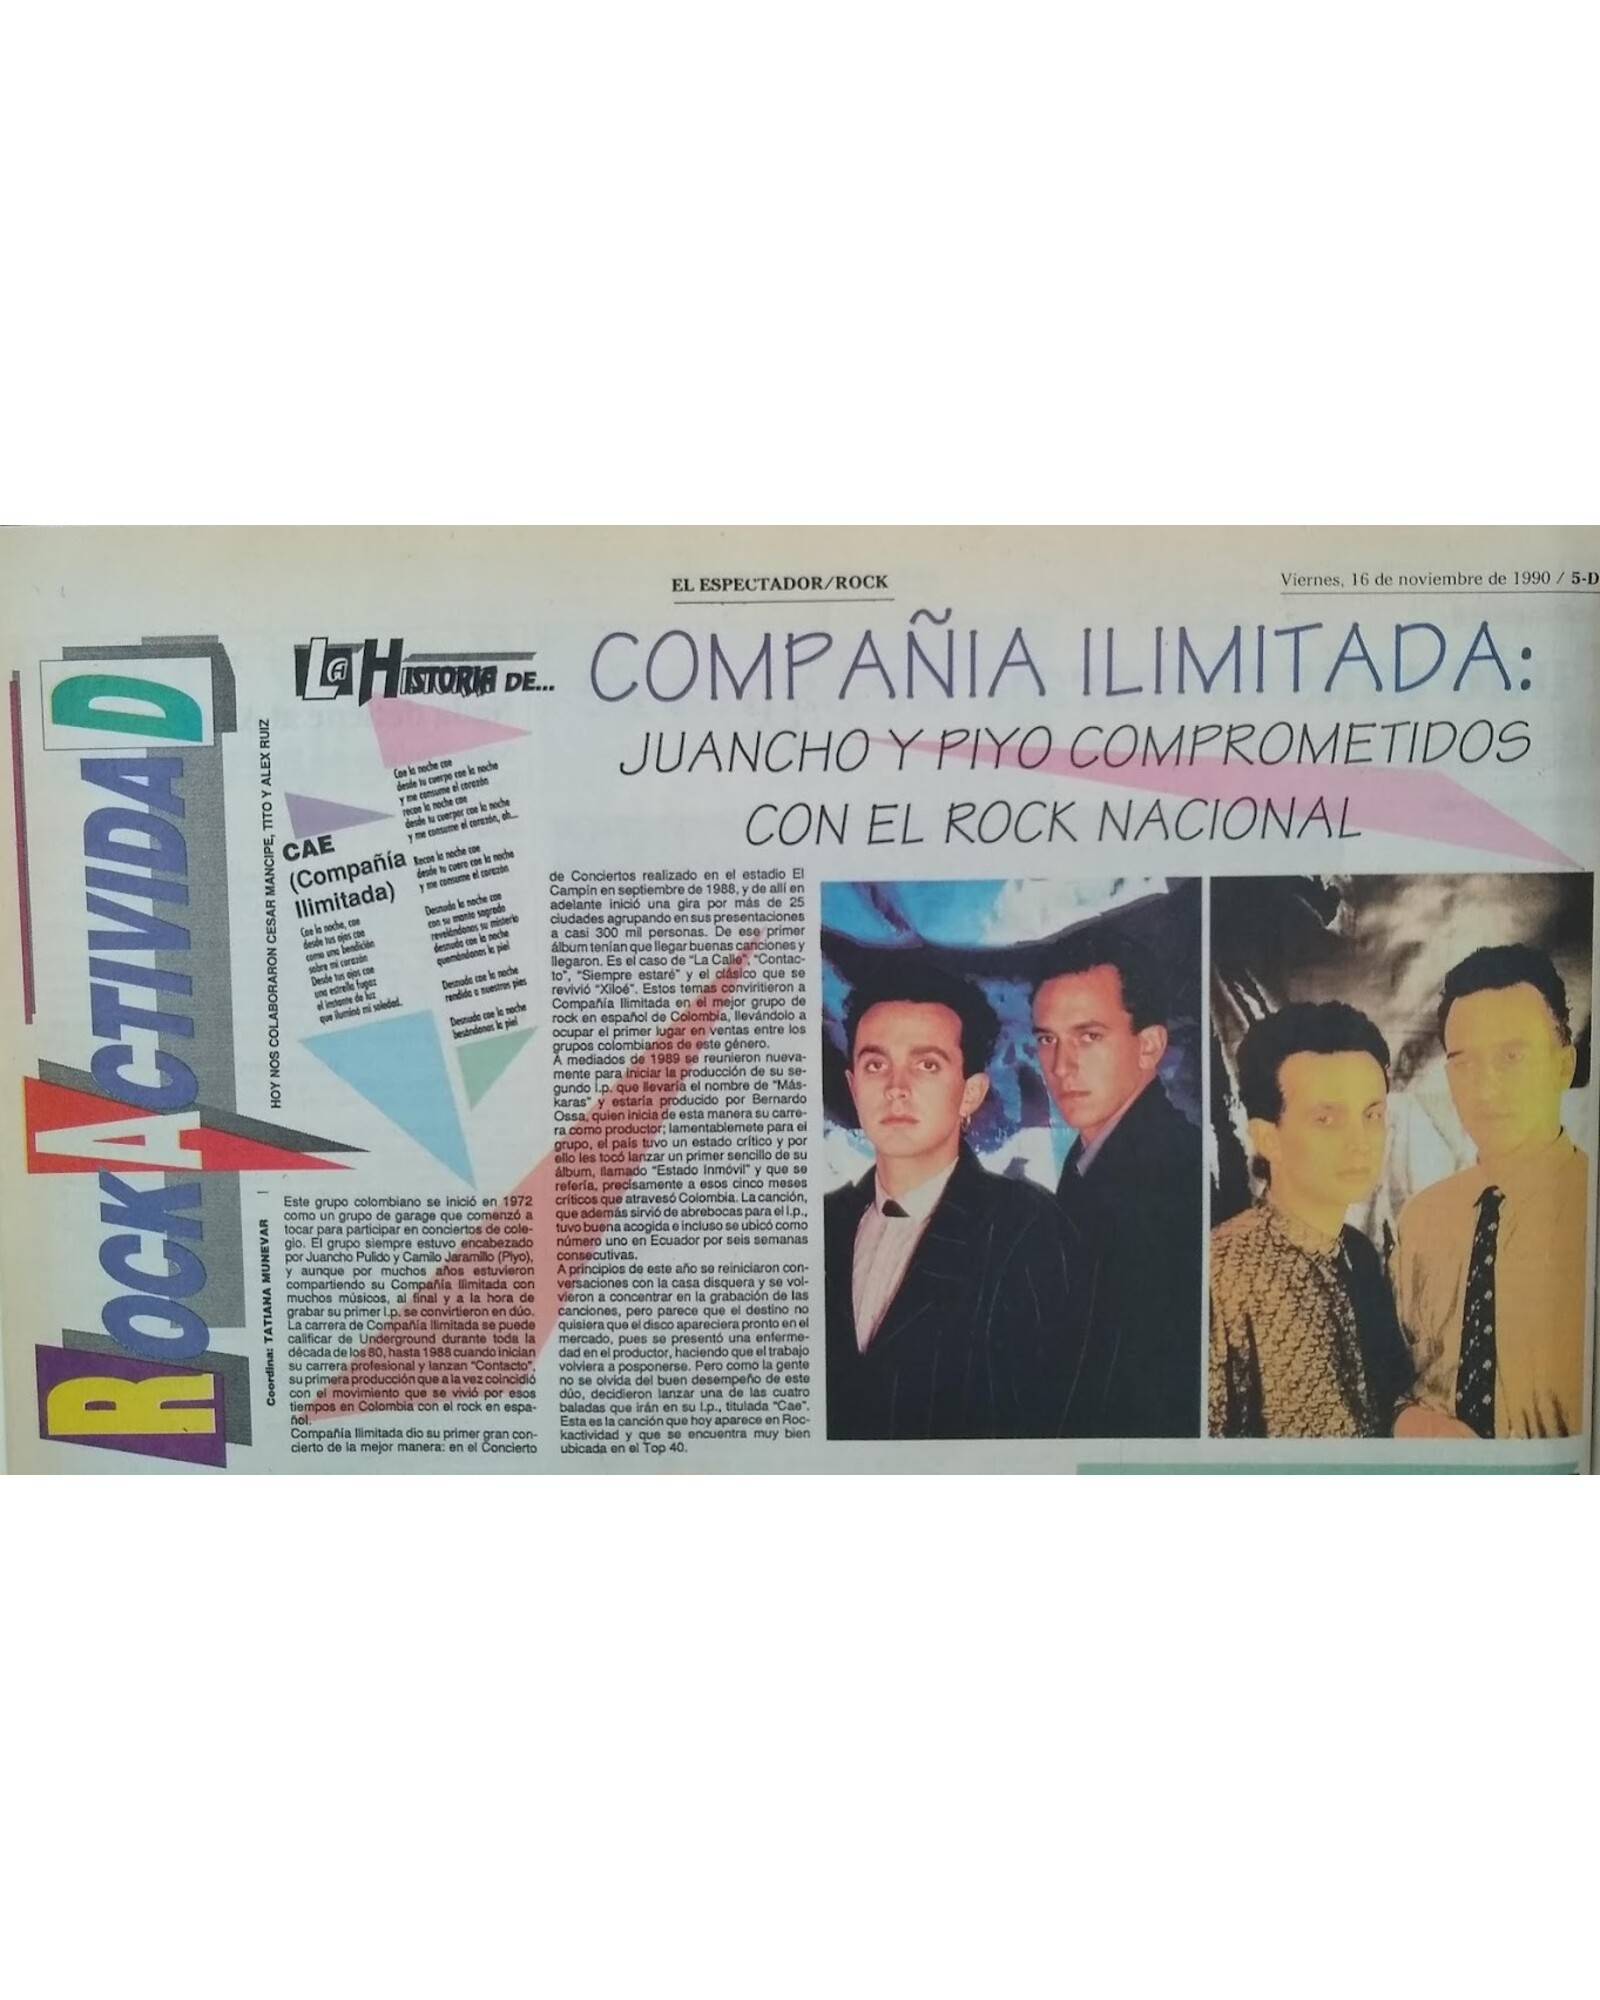 EL ESPECTADOR/ROCK
Viernes, 16 de noviembre de 1990 / 5-D
ROCKACTIVIDAD
HOY NOS COLABORARON CESAR MANCIPE, TITO Y ALEX RUIZ
Coordina: TATIANA MUNEVAR
LA HISTORIA DE...
COMPAÑIA ILIMITADA:
JUANCHO Y PIYO COMPROMETIDOS
CON EL ROCK NACIONAL
CAE
(Compañía
Ilimitada)
Cae la noche, cae
desde tus ojos cae
como una bendición
sobre mi corazón
Desde tus ojos cae
una estrella fugaz
el instante de luz
que iluminó mi soledad.
Cae la noche cae
desde tu cuerpo cae la noche
y me consume el corazón
recae la noche cae
desde tu cuerpor cae la noche
y me consume el corazón, oh...
Recae la noche cae
desde tu cuero cae la noche
y me consume el corazón
Desnuda la noche cae
con su manto sagrado
revelándonos su misterio
desnuda cae la noche
quemándonos la piel
Desnuda cae la noche
rendida a nuestros pies
Desnuda cae la noche
besándonos la piel
Este grupo colombiano se inició en 1972
como un grupo de garage que comenzó a
tocar para participar en conciertos de cole-
gio. El grupo siempre estuvo encabezado
por Juancho Pulido y Camilo Jaramillo (Piyo),
y aunque por muchos años estuvieron
compartiendo su Compañía Ilimitada con
muchos músicos, al final y a la hora de
grabar su primer l.p. se convirtieron en dúo.
La carrera de Compañía Ilimitada se puede
calificar de Underground durante toda la
década de los 80, hasta 1988 cuando inician
su carrera profesional y lanzan "Contacto",
su primera producción que a la vez coincidió
con el movimiento que se vivió por esos
tiempos en Colombia con el rock en espa-
ñol.
Compañía Ilimitada dio su primer gran con-
cierto de la mejor manera: en el Concierto
de Conciertos realizado en el estadio El
Campín en septiembre de 1988, y de allí en
adelante inició una gira por más de 25
ciudades agrupando en sus presentaciones
a casi 300 mil personas. De ese primer
álbum tenían que llegar buenas canciones y
llegaron. Es el caso de "La Calle", "Contac-
to", "Siempre estaré" y el clásico que se
revivió "Xiloé". Estos temas convirtieron a
Compañía Ilimitada en el mejor grupo de
rock en español de Colombia, llevándolo a
ocupar el primer lugar en ventas entre los
grupos colombianos de este género.
A mediados de 1989 se reunieron nueva-
mente para iniciar la producción de su se-
gundo l.p. que llevaría el nombre de "Más-
karas" y estaría producido por Bernardo
Ossa, quien inicia de esta manera su carre-
ra como productor; lamentablemete para el
grupo, el país tuvo un estado crítico y por
ello les tocó lanzar un primer sencillo de su
álbum, llamado "Estado Inmóvil" y que se
refería, precisamente a esos cinco meses
críticos que atravesó Colombia. La canción,
que además sirvió de abrebocas para el l.p.,
tuvo buena acogida e incluso se ubicó como
número uno en Ecuador por seis semanas
consecutivas.
A principios de este año se reiniciaron con-
versaciones con la casa disquera y se vol-
vieron a concentrar en la grabación de las
canciones, pero parece que el destino no
quisiera que el disco apareciera pronto en el
mercado, pues se presentó una enferme-
dad en el productor, haciendo que el trabajo
volviera a posponerse. Pero como la gente
no se olvida del buen desempeño de este
dúo, decidieron lanzar una de las cuatro
baladas que irán en su l.p., titulada "Cae".
Esta es la canción que hoy aparece en Roc-
kactividad y que se encuentra muy bien
ubicada en el Top 40.